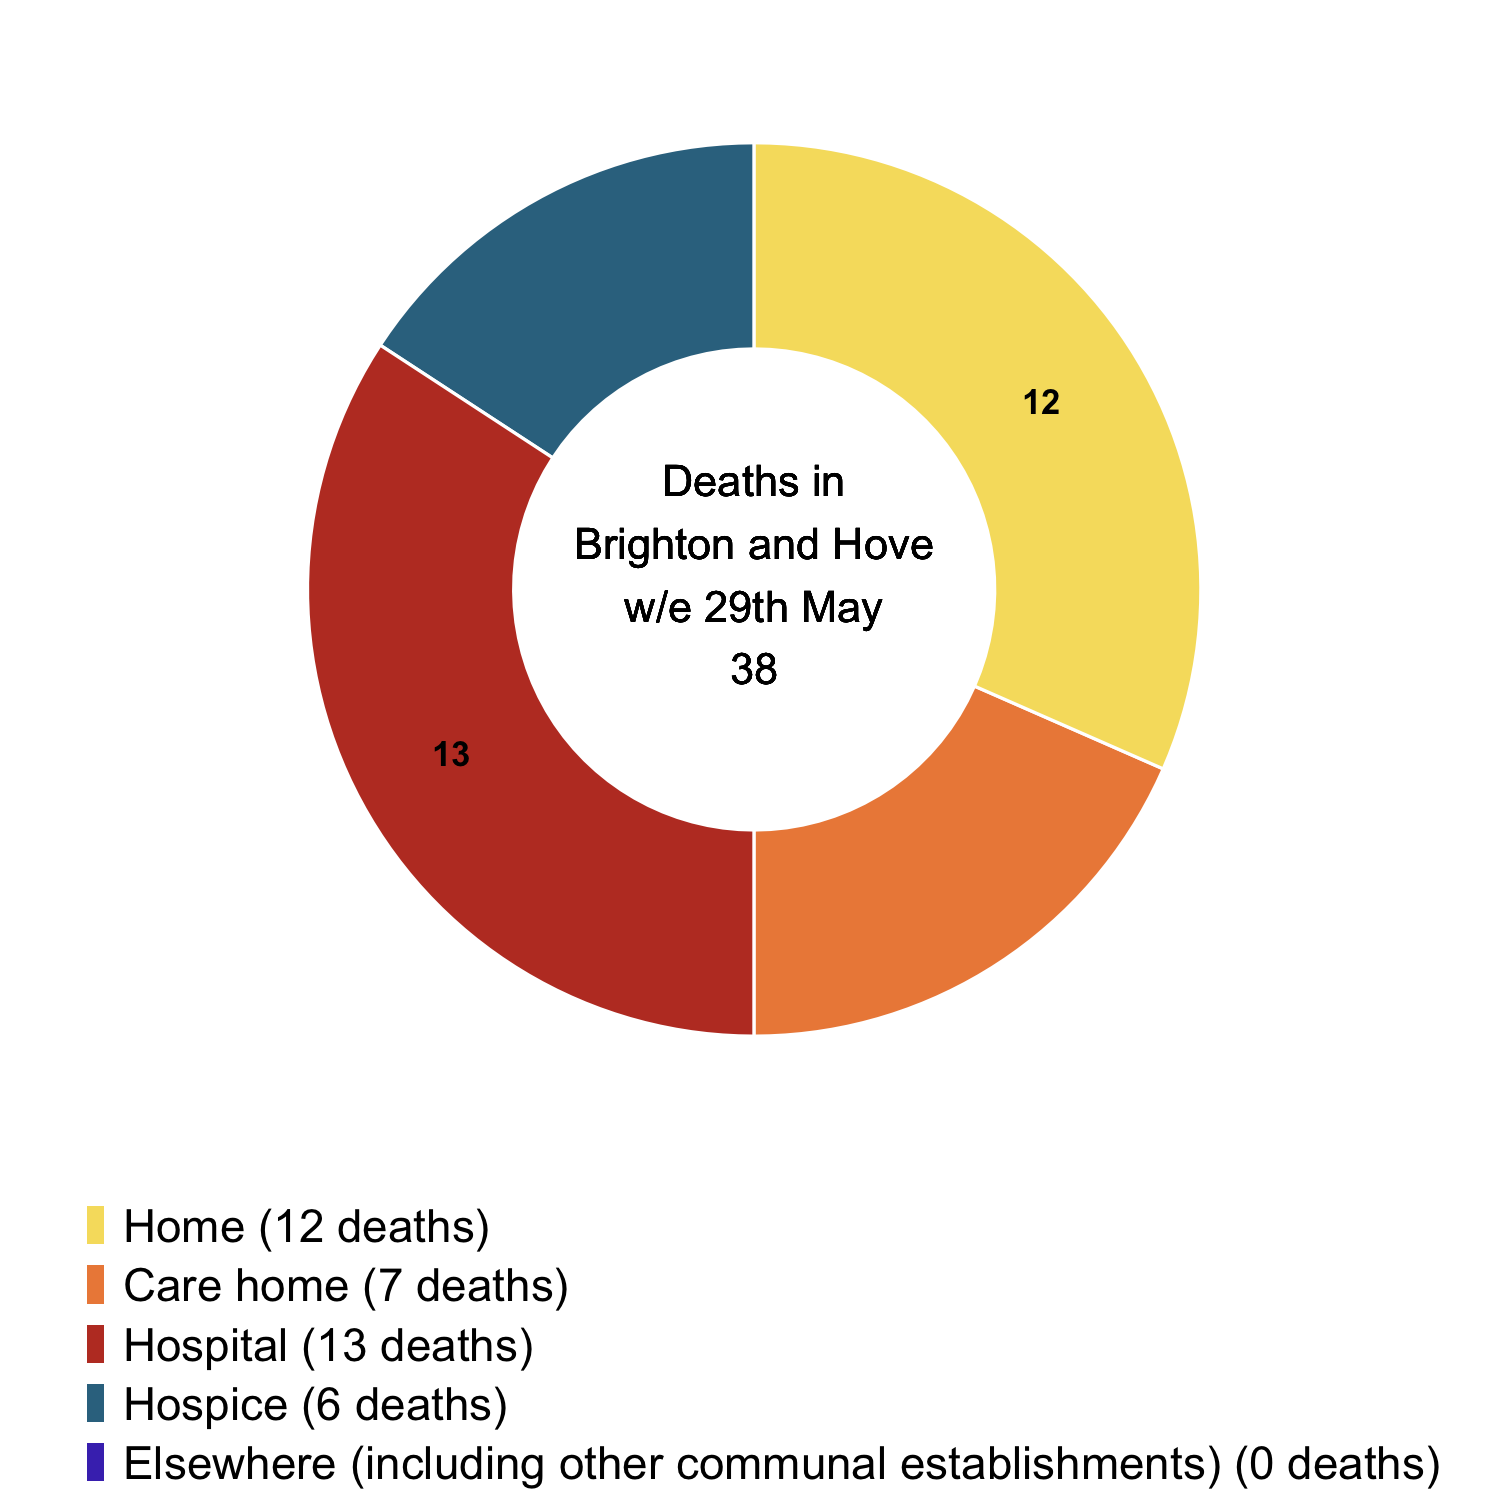 12
Deaths in
Brighton and Hove
w/e 29th May
38
13
Home (12 deaths)
Care home (7 deaths)
Hospital (13 deaths)
Hospice (6 deaths)
Elsewhere (including other communal establishments) (0 deaths)